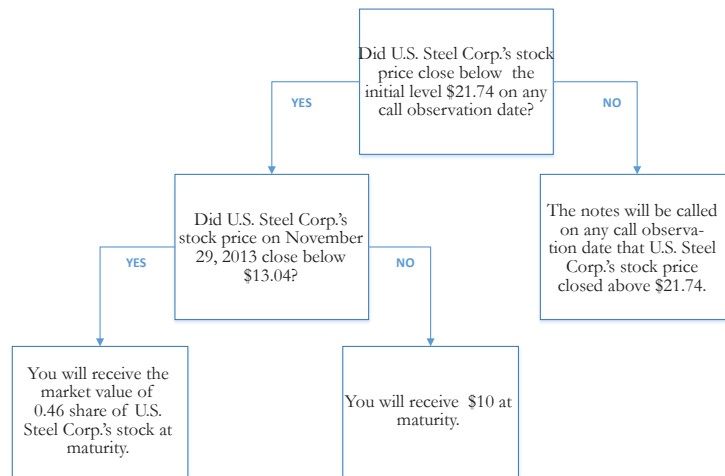 Did U.S. Steel Corp.'s stock
price close below the
initial level $21.74 on any
call observation date?
YES
NO
Did U.S. Steel Corp.'s
stock price on November
29, 2013 close below
$13.04?
The notes will be called
on any call observa-
tion date that U.S. Steel
Corp.'s stock price
closed above $21.74.
YES
NO
You will receive the
market value of
0.46 share of U.S.
Steel Corp.'s stock at
maturity.
You will receive $10 at
maturity.